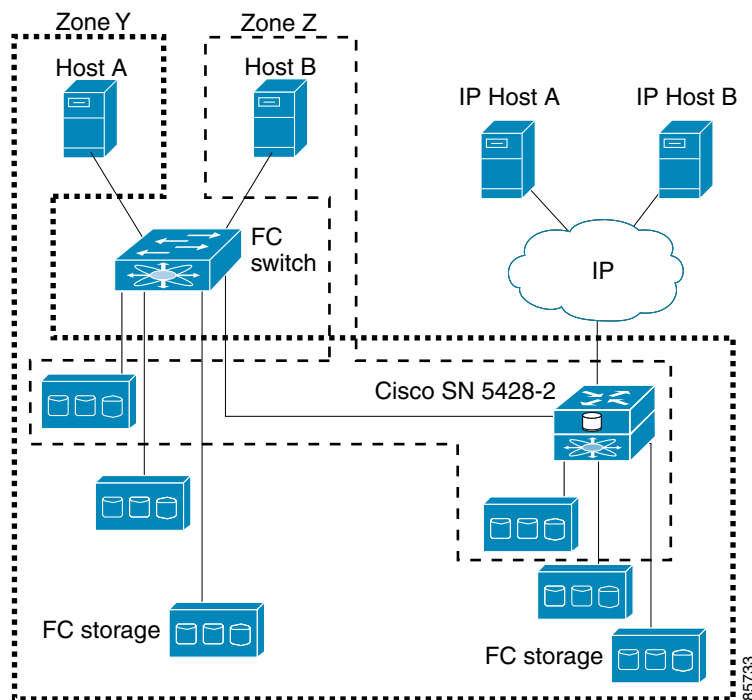 Zone Y
Zone Z
Host A
Host B
IP Host A
IP Host B
FC
switch
IP
Cisco SN 5428-2
FC storage
FC storage
85733